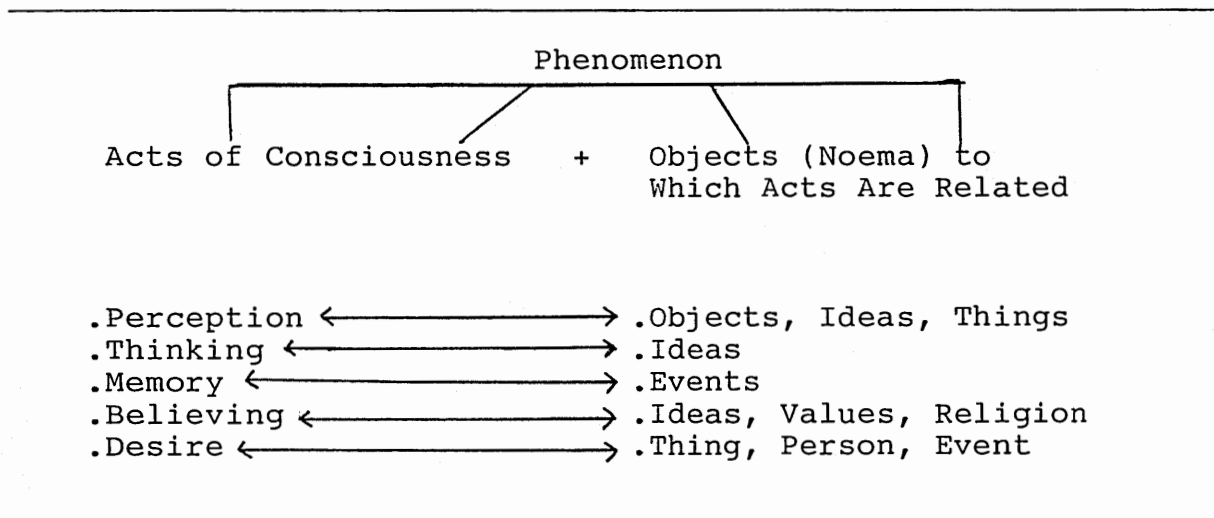 Phenomenon
Acts of Consciousness + Objects (Noema) to
Which Acts Are Related
.Perception ⟷ .Objects, Ideas, Things
.Thinking ⟷ .Ideas
.Memory ⟷ .Events
.Believing ⟷ .Ideas, Values, Religion
.Desire ⟷ .Thing, Person, Event